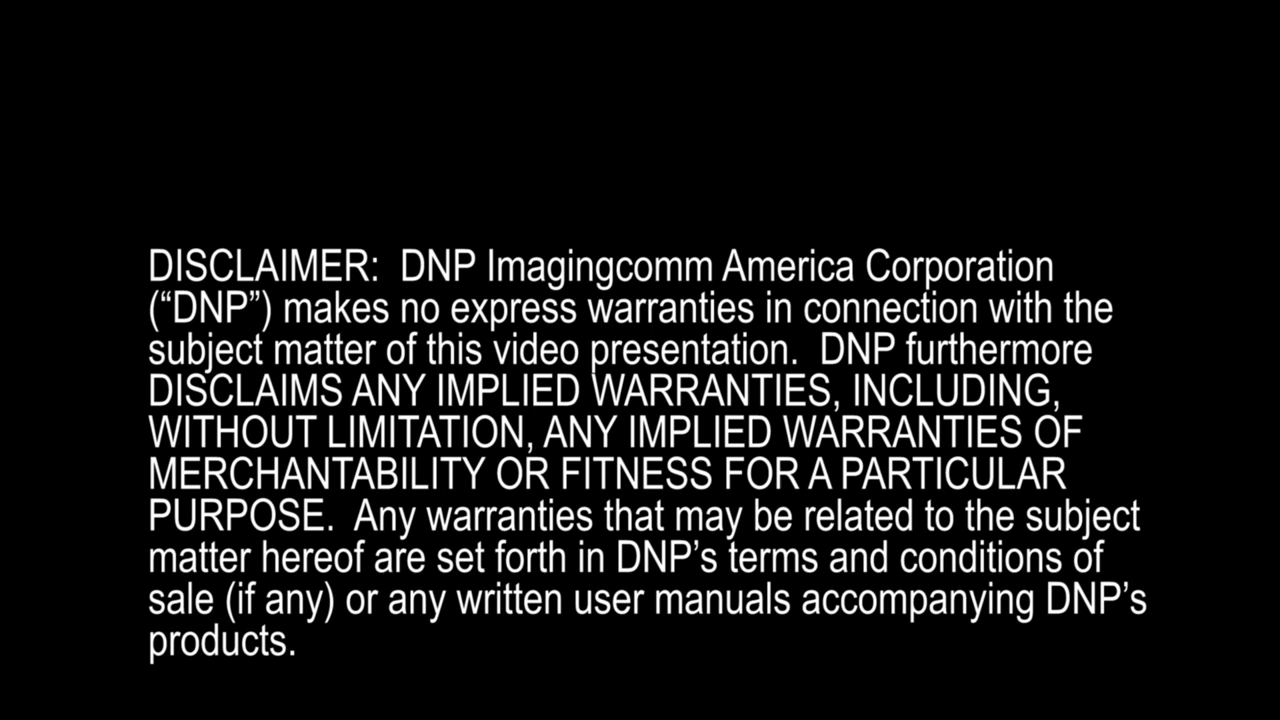 DISCLAIMER:  DNP Imagingcomm America Corporation
(“DNP”) makes no express warranties in connection with the
subject matter of this video presentation.  DNP furthermore
DISCLAIMS ANY IMPLIED WARRANTIES, INCLUDING,
WITHOUT LIMITATION, ANY IMPLIED WARRANTIES OF
MERCHANTABILITY OR FITNESS FOR A PARTICULAR
PURPOSE.  Any warranties that may be related to the subject
matter hereof are set forth in DNP’s terms and conditions of
sale (if any) or any written user manuals accompanying DNP’s
products.